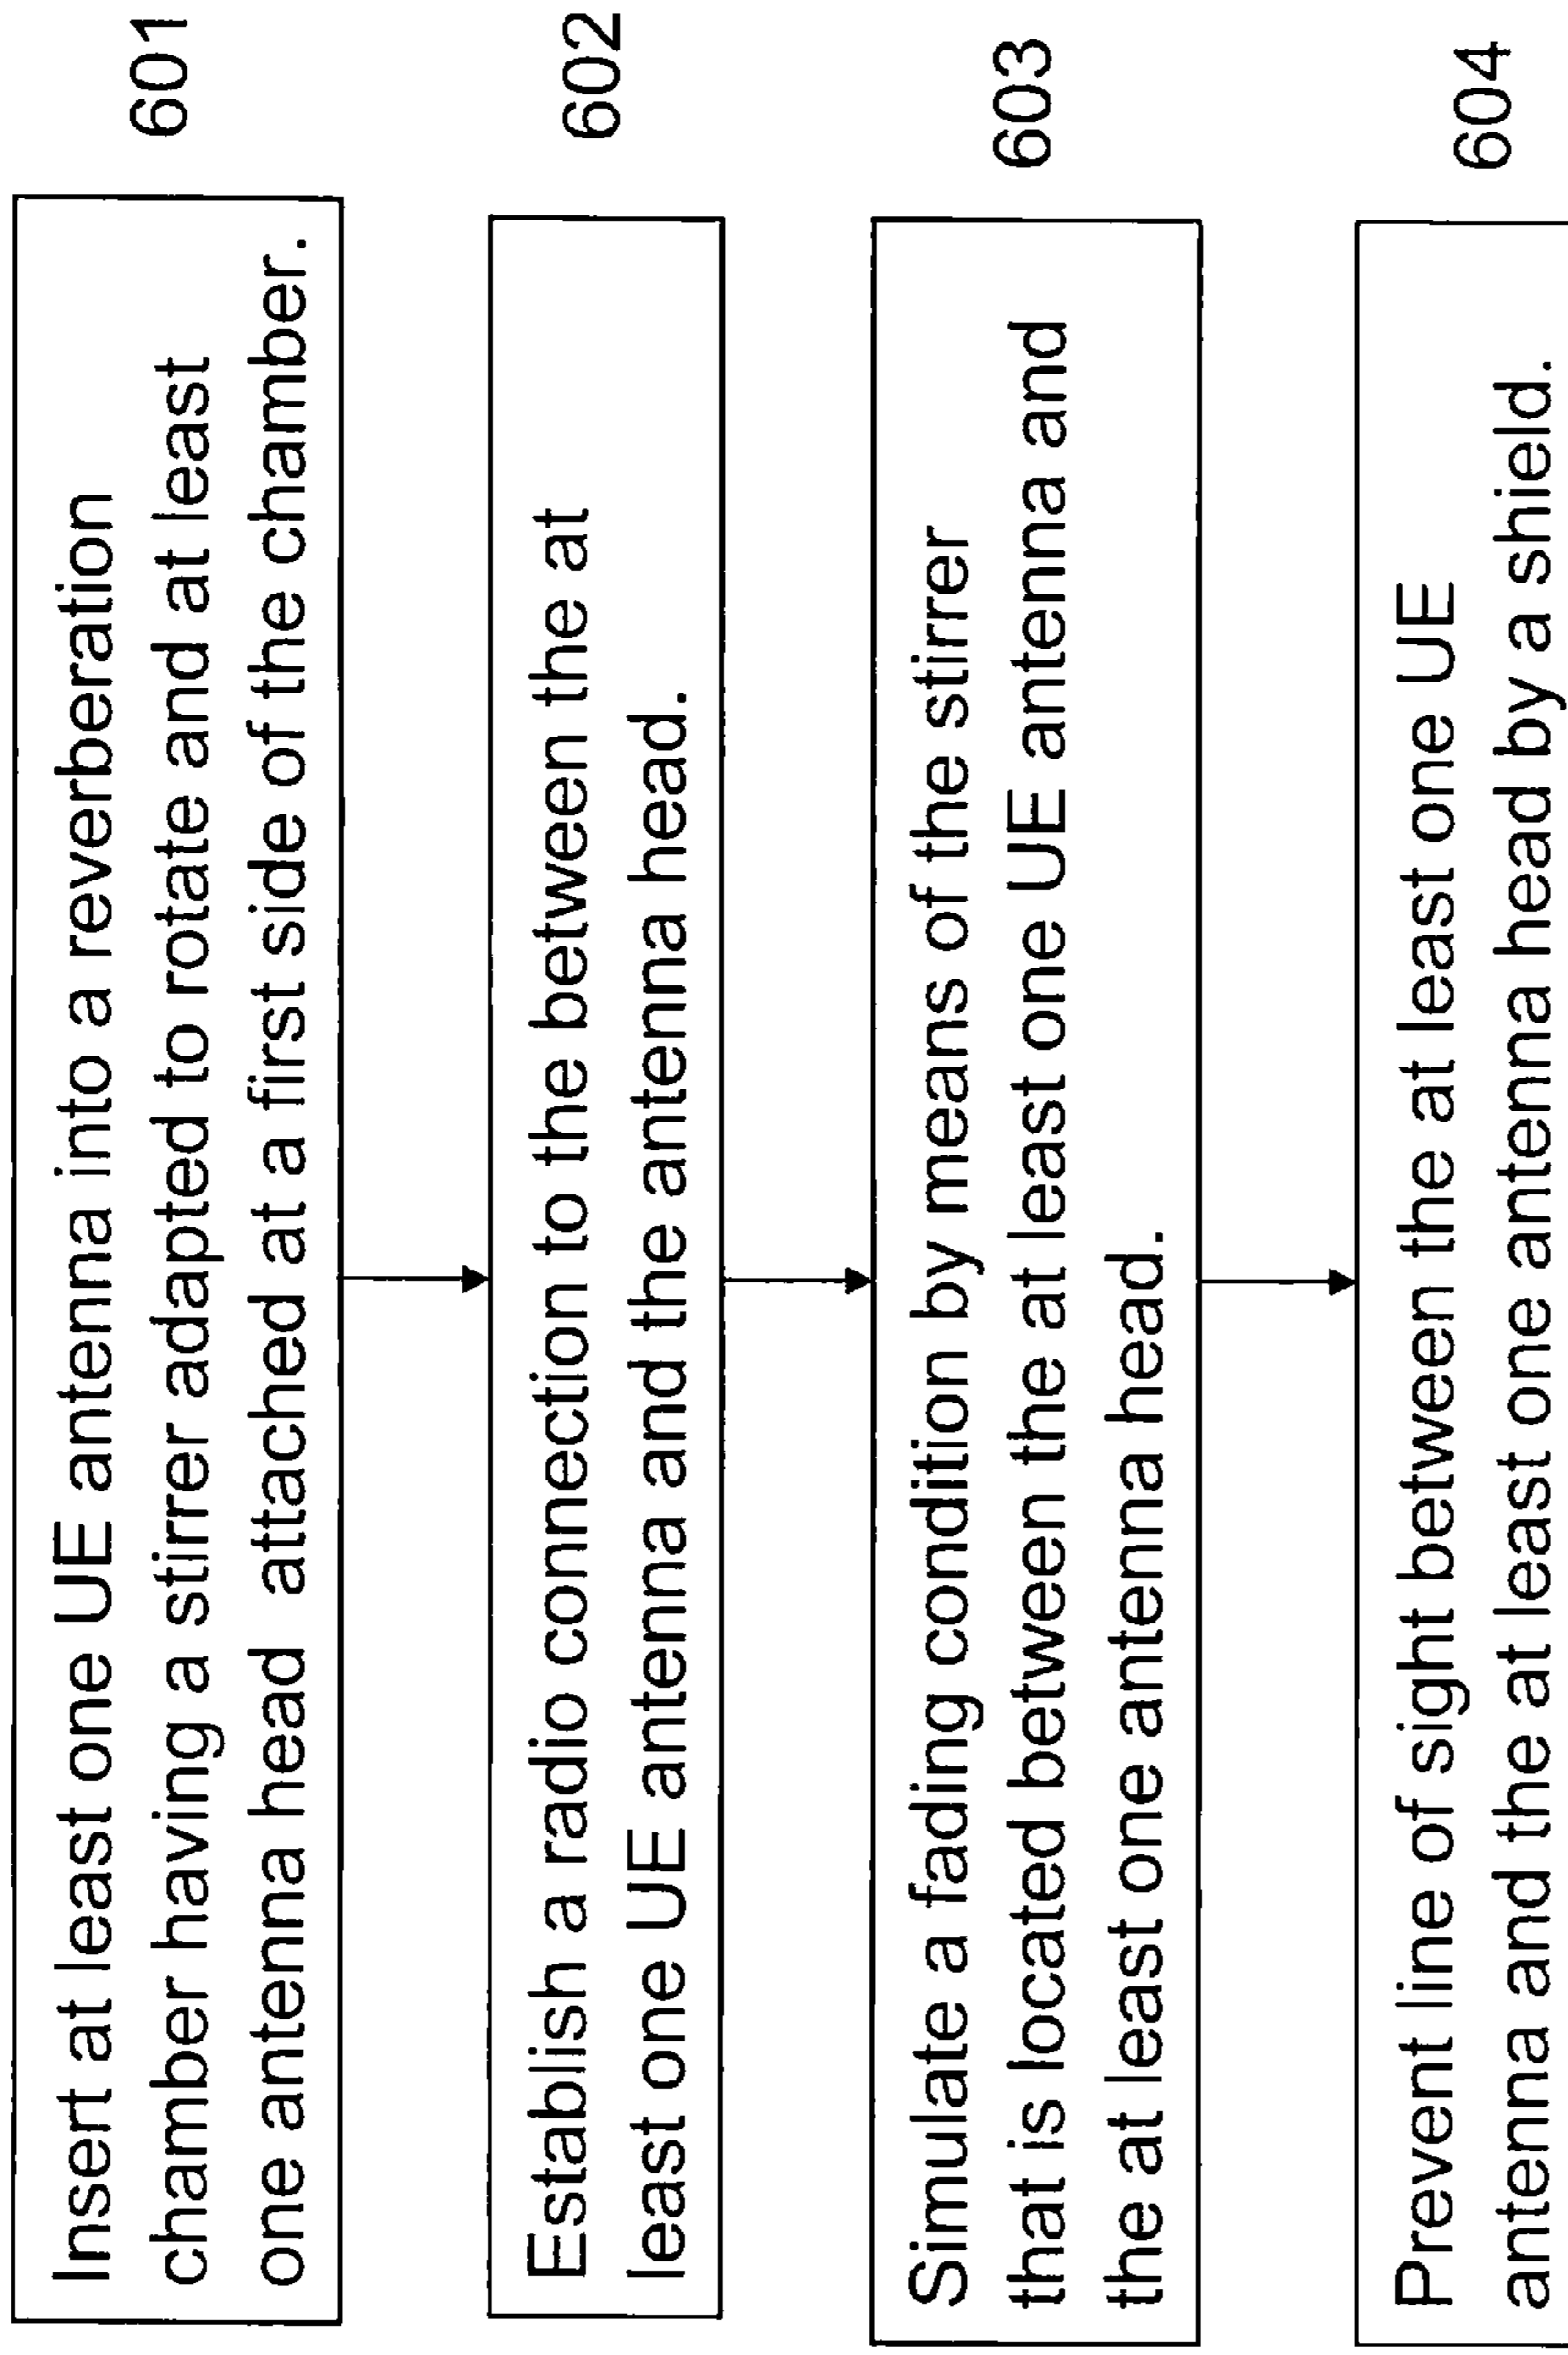 Insert at least one UE antenna into a reverberation
chamber having a stirrer adapted to rotate and at least
one antenna head attached at a first side of the chamber.
601
Establish a radio connection to the between the at
least one UE antenna and the antenna head.
602
Simulate a fading condition by means of the stirrer
that is located between the at least one UE antenna and
the at least one antenna head.
603
Prevent line of sight between the at least one UE
antenna and the at least one antenna head by a shield.
604